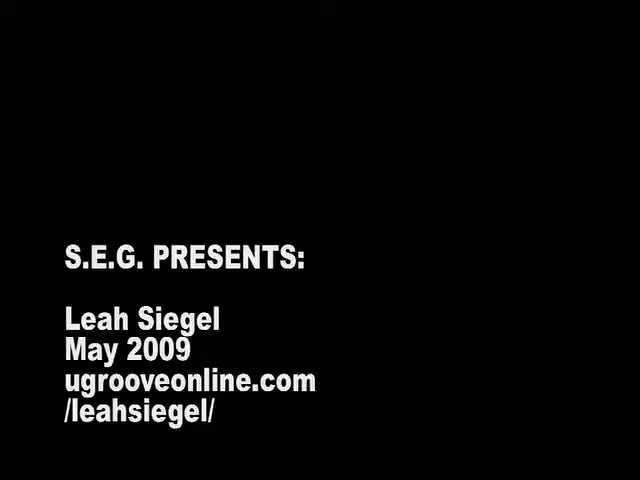 S.E.G. PRESENTS:
Leah Siegel
May 2009
ugrooveonline.com
/leahsiegel/